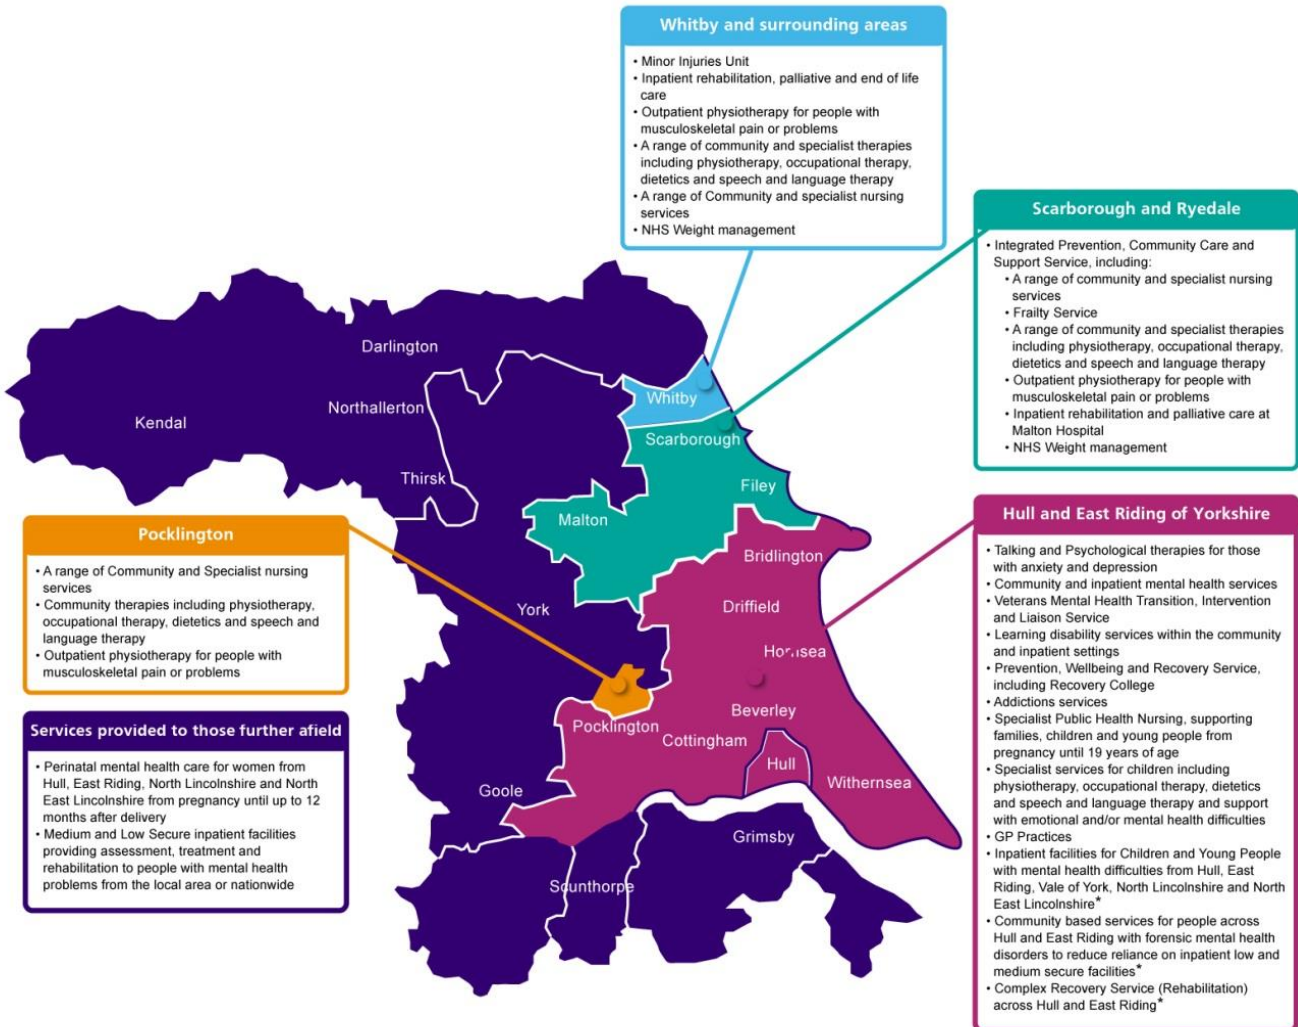 Whitby and surrounding areas
• Minor Injuries Unit
• Inpatient rehabilitation, palliative and end of life
care
• Outpatient physiotherapy for people with
musculoskeletal pain or problems
• A range of community and specialist therapies
including physiotherapy, occupational therapy,
dietetics and speech and language therapy
• A range of Community and specialist nursing
services
• NHS Weight management
Scarborough and Ryedale
• Integrated Prevention, Community Care and
Support Service, including:
• A range of community and specialist nursing
services
• Frailty Service
• A range of community and specialist therapies
including physiotherapy, occupational therapy,
dietetics and speech and language therapy
• Outpatient physiotherapy for people with
musculoskeletal pain or problems
• Inpatient rehabilitation and palliative care at
Malton Hospital
• NHS Weight management
Darlington
Kendal
Northallerton
Whitby
Scarborough
Thirsk
Filey
Malton
Bridlington
York
Driffield
Hornsea
Beverley
Pocklington
Cottingham
Hull
Withernsea
Goole
Grimsby
Scunthorpe
Pocklington
• A range of Community and Specialist nursing
services
• Community therapies including physiotherapy,
occupational therapy, dietetics and speech and
language therapy
• Outpatient physiotherapy for people with
musculoskeletal pain or problems
Services provided to those further afield
• Perinatal mental health care for women from
Hull, East Riding, North Lincolnshire and North
East Lincolnshire from pregnancy until up to 12
months after delivery
• Medium and Low Secure inpatient facilities
providing assessment, treatment and
rehabilitation to people with mental health
problems from the local area or nationwide
Hull and East Riding of Yorkshire
• Talking and Psychological therapies for those
with anxiety and depression
• Community and inpatient mental health services
• Veterans Mental Health Transition, Intervention
and Liaison Service
• Learning disability services within the community
and inpatient settings
• Prevention, Wellbeing and Recovery Service,
including Recovery College
• Addictions services
• Specialist Public Health Nursing, supporting
families, children and young people from
pregnancy until 19 years of age
• Specialist services for children including
physiotherapy, occupational therapy, dietetics
and speech and language therapy and support
with emotional and/or mental health difficulties
• GP Practices
• Inpatient facilities for Children and Young People
with mental health difficulties from Hull, East
Riding, Vale of York, North Lincolnshire and North
East Lincolnshire*
• Community based services for people across
Hull and East Riding with forensic mental health
disorders to reduce reliance on inpatient low and
medium secure facilities*
• Complex Recovery Service (Rehabilitation)
across Hull and East Riding*